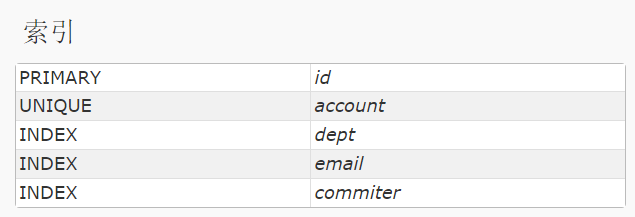 索引
PRIMARY id
UNIQUE account
INDEX dept
INDEX email
INDEX commiter